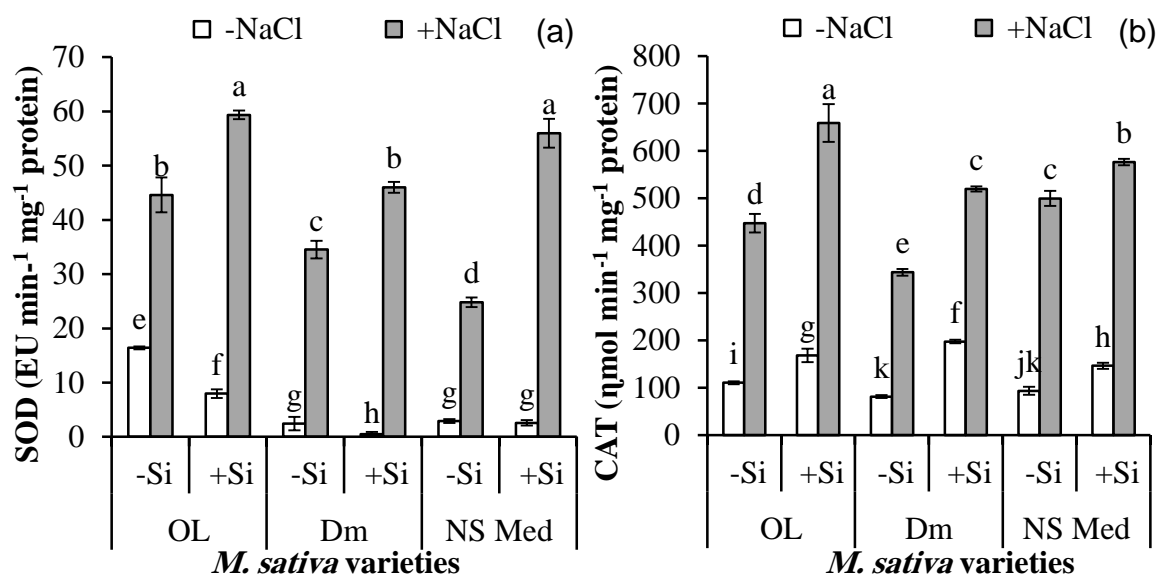 -NaCl +NaCl (a)
SOD (EU min-¹ mg⁻¹ protein)
70
60
50
40
30
20
10
0
e b f a g c h b g d g a
-Si +Si -Si +Si -Si +Si
OL Dm NS Med
M. sativa varieties
-NaCl +NaCl (b)
CAT (ηmol min⁻¹ mg⁻¹ protein)
800
700
600
500
400
300
200
100
0
i d g a k e f c jk c h b
-Si +Si -Si +Si -Si +Si
OL Dm NS Med
M. sativa varieties